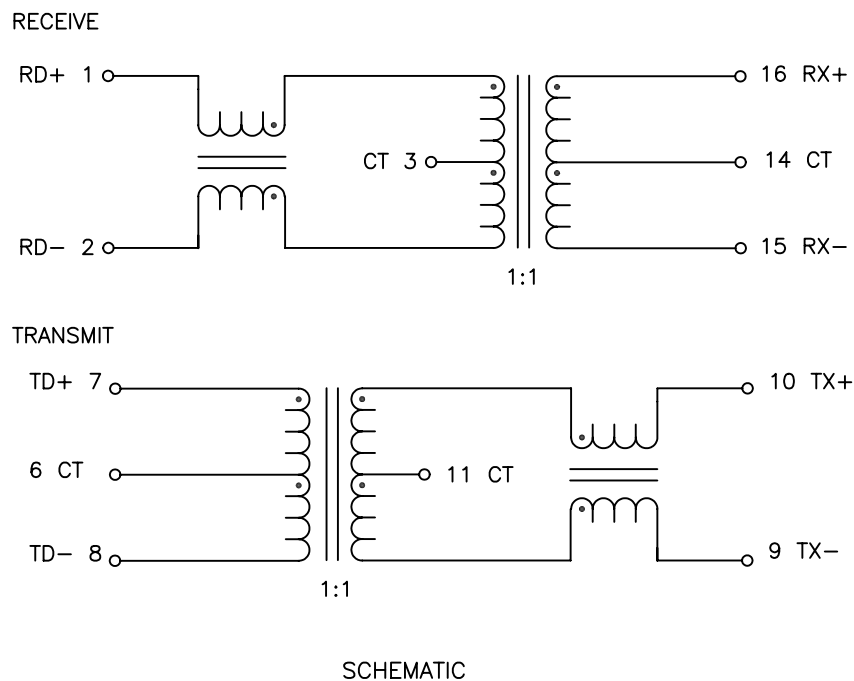 RECEIVE
RD+ 1
16 RX+
CT 3
14 CT
RD- 2
15 RX-
1:1
TRANSMIT
TD+ 7
10 TX+
6 CT
11 CT
TD- 8
9 TX-
1:1
SCHEMATIC